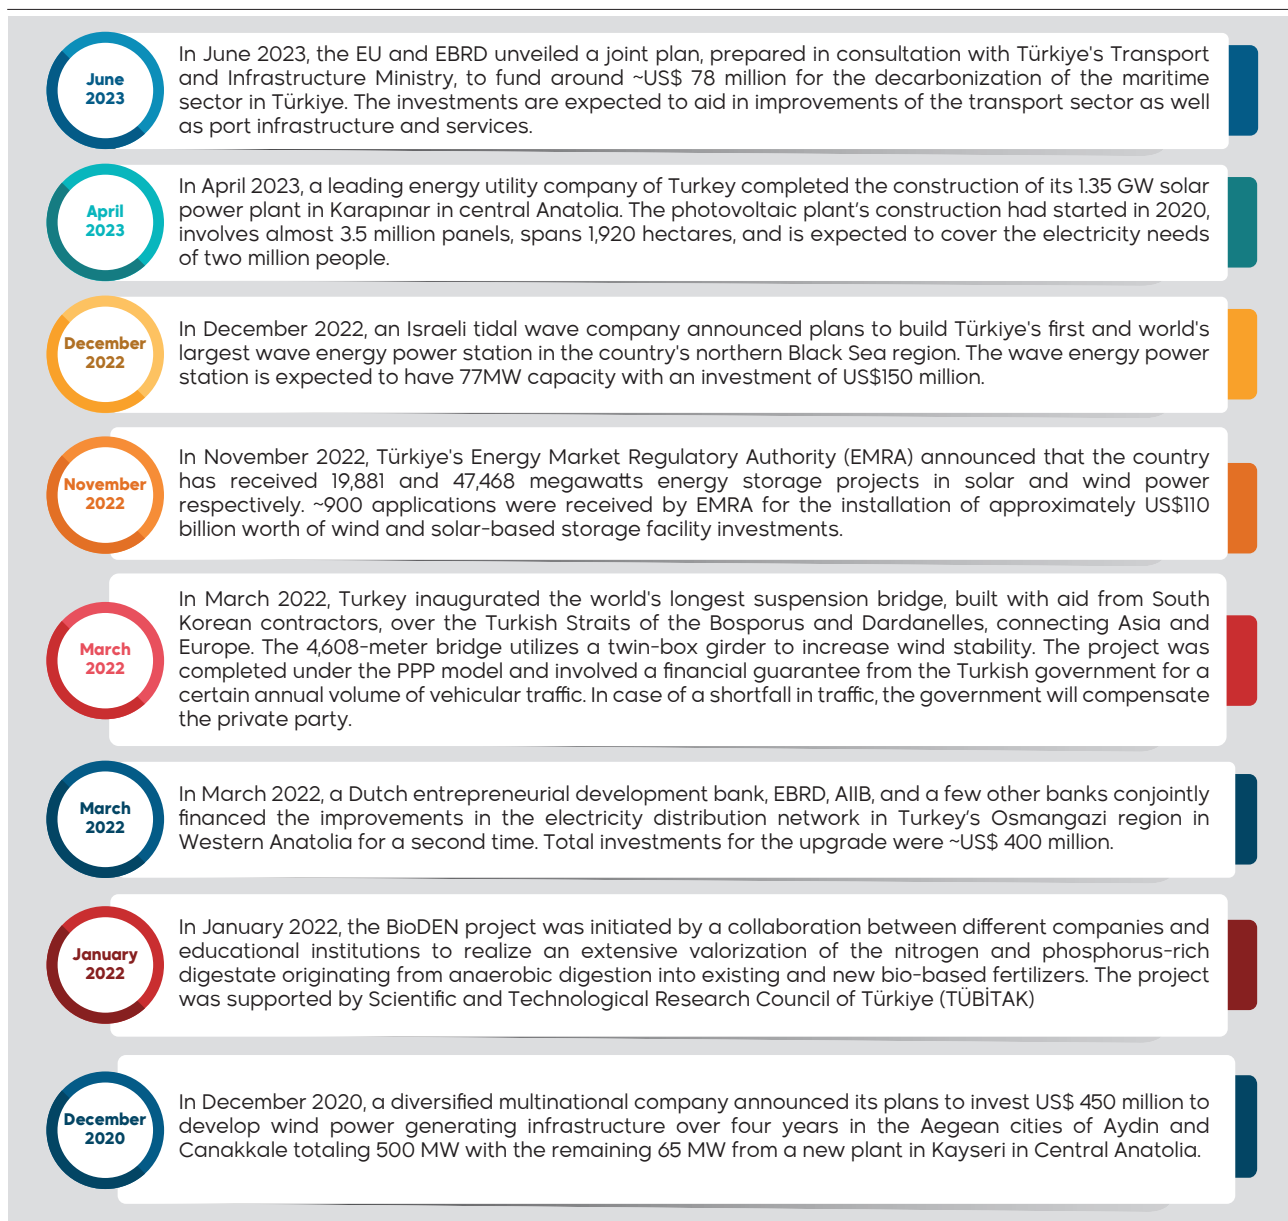 June
2023
In June 2023, the EU and EBRD unveiled a joint plan, prepared in consultation with Türkiye's Transport
and Infrastructure Ministry, to fund around ~US$ 78 million for the decarbonization of the maritime
sector in Türkiye. The investments are expected to aid in improvements of the transport sector as well
as port infrastructure and services.
April
2023
In April 2023, a leading energy utility company of Turkey completed the construction of its 1.35 GW solar
power plant in Karapınar in central Anatolia. The photovoltaic plant's construction had started in 2020,
involves almost 3.5 million panels, spans 1,920 hectares, and is expected to cover the electricity needs
of two million people.
December
2022
In December 2022, an Israeli tidal wave company announced plans to build Türkiye's first and world's
largest wave energy power station in the country's northern Black Sea region. The wave energy power
station is expected to have 77MW capacity with an investment of US$150 million.
November
2022
In November 2022, Türkiye's Energy Market Regulatory Authority (EMRA) announced that the country
has received 19,881 and 47,468 megawatts energy storage projects in solar and wind power
respectively. ~900 applications were received by EMRA for the installation of approximately US$110
billion worth of wind and solar-based storage facility investments.
March
2022
In March 2022, Turkey inaugurated the world's longest suspension bridge, built with aid from South
Korean contractors, over the Turkish Straits of the Bosporus and Dardanelles, connecting Asia and
Europe. The 4,608-meter bridge utilizes a twin-box girder to increase wind stability. The project was
completed under the PPP model and involved a financial guarantee from the Turkish government for a
certain annual volume of vehicular traffic. In case of a shortfall in traffic, the government will compensate
the private party.
March
2022
In March 2022, a Dutch entrepreneurial development bank, EBRD, AIIB, and a few other banks conjointly
financed the improvements in the electricity distribution network in Turkey's Osmangazi region in
Western Anatolia for a second time. Total investments for the upgrade were ~US$ 400 million.
January
2022
In January 2022, the BioDEN project was initiated by a collaboration between different companies and
educational institutions to realize an extensive valorization of the nitrogen and phosphorus-rich
digestate originating from anaerobic digestion into existing and new bio-based fertilizers. The project
was supported by Scientific and Technological Research Council of Türkiye (TÜBİTAK)
December
2020
In December 2020, a diversified multinational company announced its plans to invest US$ 450 million to
develop wind power generating infrastructure over four years in the Aegean cities of Aydin and
Canakkale totaling 500 MW with the remaining 65 MW from a new plant in Kayseri in Central Anatolia.